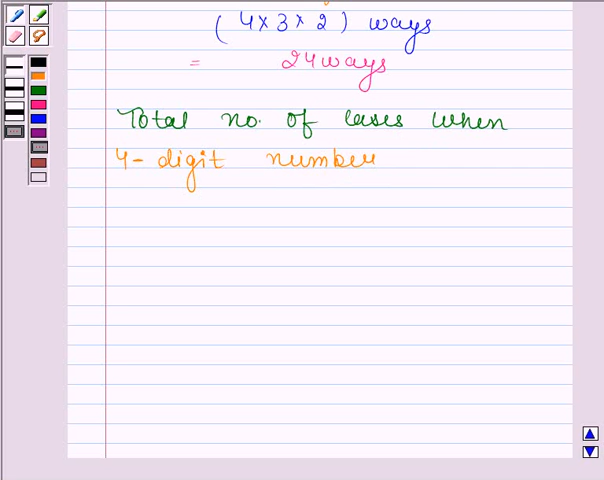 ( 4 × 3 × 2 ) ways
= 24 ways
Total no. of cases when
4 - digit number